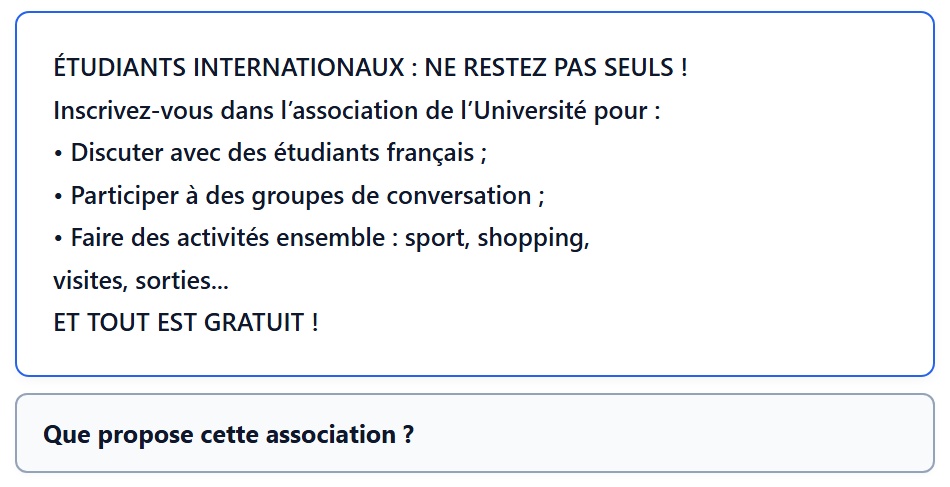 ÉTUDIANTS INTERNATIONAUX : NE RESTEZ PAS SEULS !
Inscrivez-vous dans l’association de l’Université pour :
• Discuter avec des étudiants français ;
• Participer à des groupes de conversation ;
• Faire des activités ensemble : sport, shopping,
visites, sorties...
ET TOUT EST GRATUIT !
Que propose cette association ?